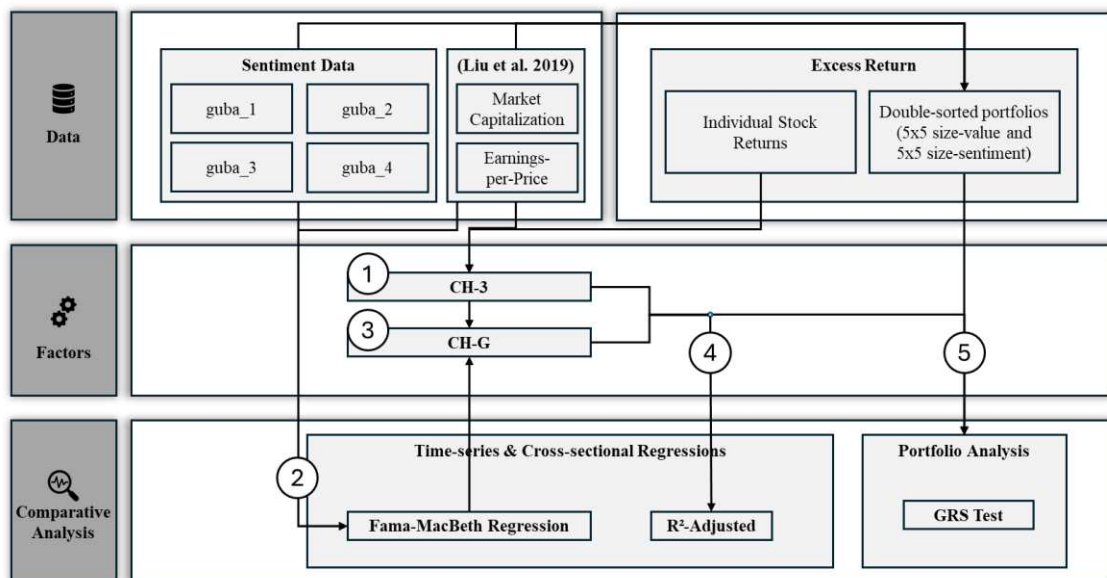 Data
Sentiment Data
guba_1
guba_2
guba_3
guba_4
(Liu et al. 2019)
Market
Capitalization
Earnings-
per-Price
Excess Return
Individual Stock
Returns
Double-sorted portfolios
(5x5 size-value and
5x5 size-sentiment)
Factors
1
CH-3
3
CH-G
4
5
Comparative
Analysis
2
Time-series & Cross-sectional Regressions
Fama-MacBeth Regression
R²-Adjusted
Portfolio Analysis
GRS Test